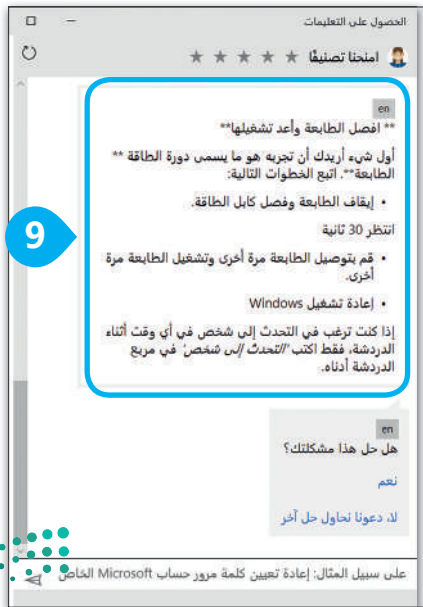 الحصول على التعليمات
امنحنا تصنيفًا ★ ★ ★ ★ ★
en
** افصل الطابعة وأعد تشغيلها**
أول شيء أريدك أن تجربه هو ما يسمى دورة الطاقة **
الطابعة**. اتبع الخطوات التالية:
• إيقاف الطابعة وفصل كابل الطاقة.
انتظر 30 ثانية
• قم بتوصيل الطابعة مرة أخرى وتشغيل الطابعة مرة
أخرى.
• إعادة تشغيل Windows
إذا كنت ترغب في التحدث إلى شخص في أي وقت أثناء
الدردشة، فقط اكتب "التحدث إلى شخص" في مربع
الدردشة أدناه.
9
en
هل حل هذا مشكلتك؟
نعم
لا، دعونا نحاول حل آخر
على سبيل المثال: إعادة تعيين كلمة مرور حساب Microsoft الخاص